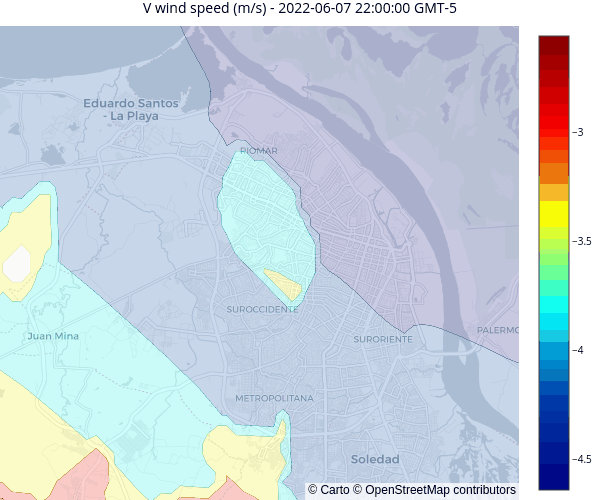 V wind speed (m/s) - 2022-06-07 22:00:00 GMT-5
Eduardo Santos
- La Playa
RIOMAR
SUROCCIDENTE
Juan Mina
SURORIENTE
PALERMO
METROPOLITANA
Soledad
© Carto © OpenStreetMap contributors
−3
−3.5
−4
−4.5